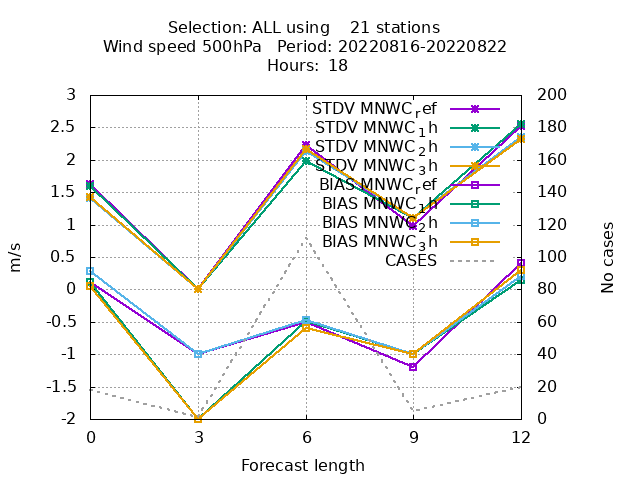 Selection: ALL using    21 stations
Wind speed 500hPa   Period: 20220816-20220822
Hours:  18
3
2.5
2
1.5
1
0.5
0
-0.5
-1
-1.5
-2
200
180
160
140
120
100
80
60
40
20
0
0
3
6
9
12
m/s
No cases
Forecast length
STDV MNWC_ref
STDV MNWC_1h
STDV MNWC_2h
STDV MNWC_3h
BIAS MNWC_ref
BIAS MNWC_1h
BIAS MNWC_2h
BIAS MNWC_3h
CASES